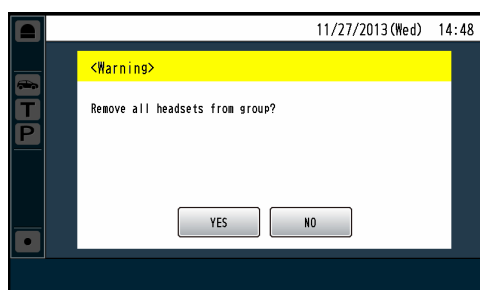 11/27/2013(Wed) 14:48
<Warning>
Remove all headsets from group?
T
P
YES NO